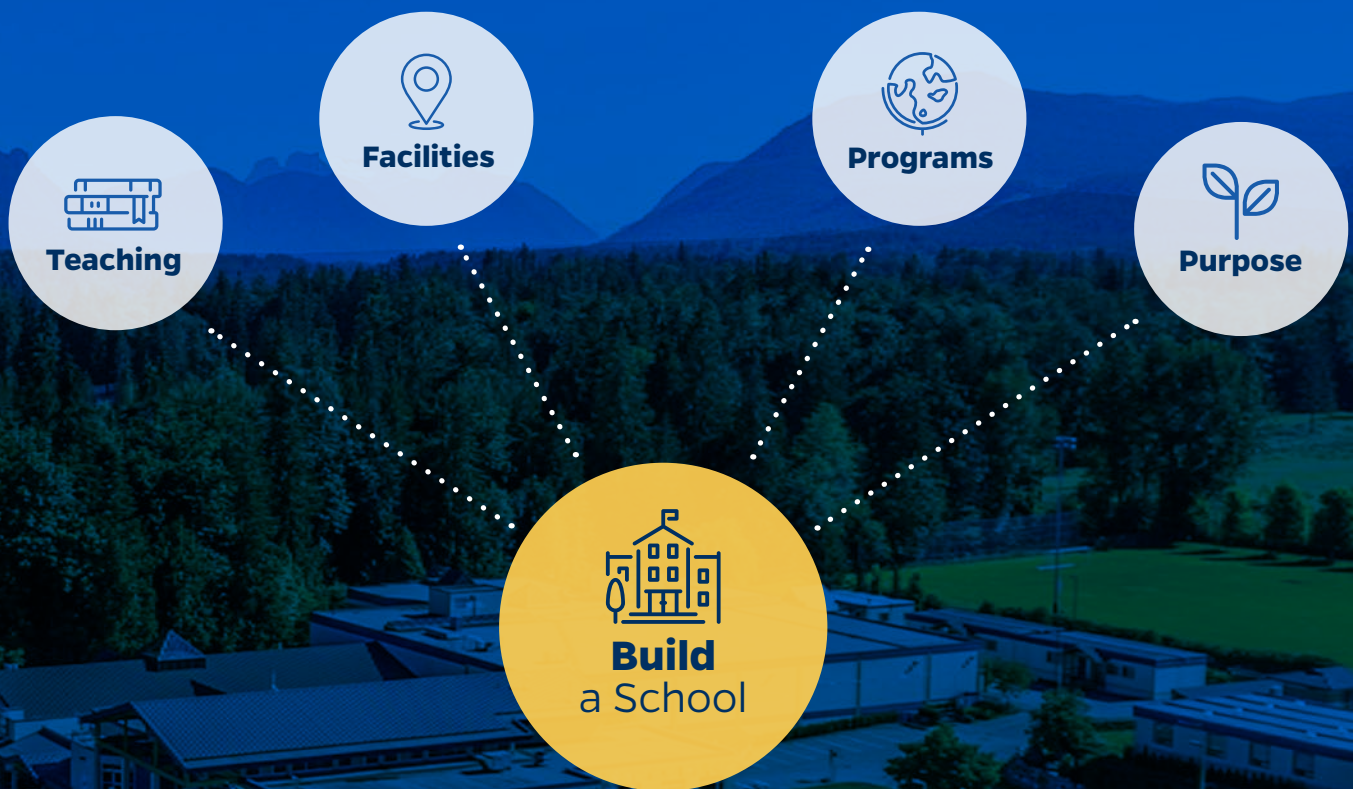 Facilities
Programs
Teaching
Purpose
Build
a School